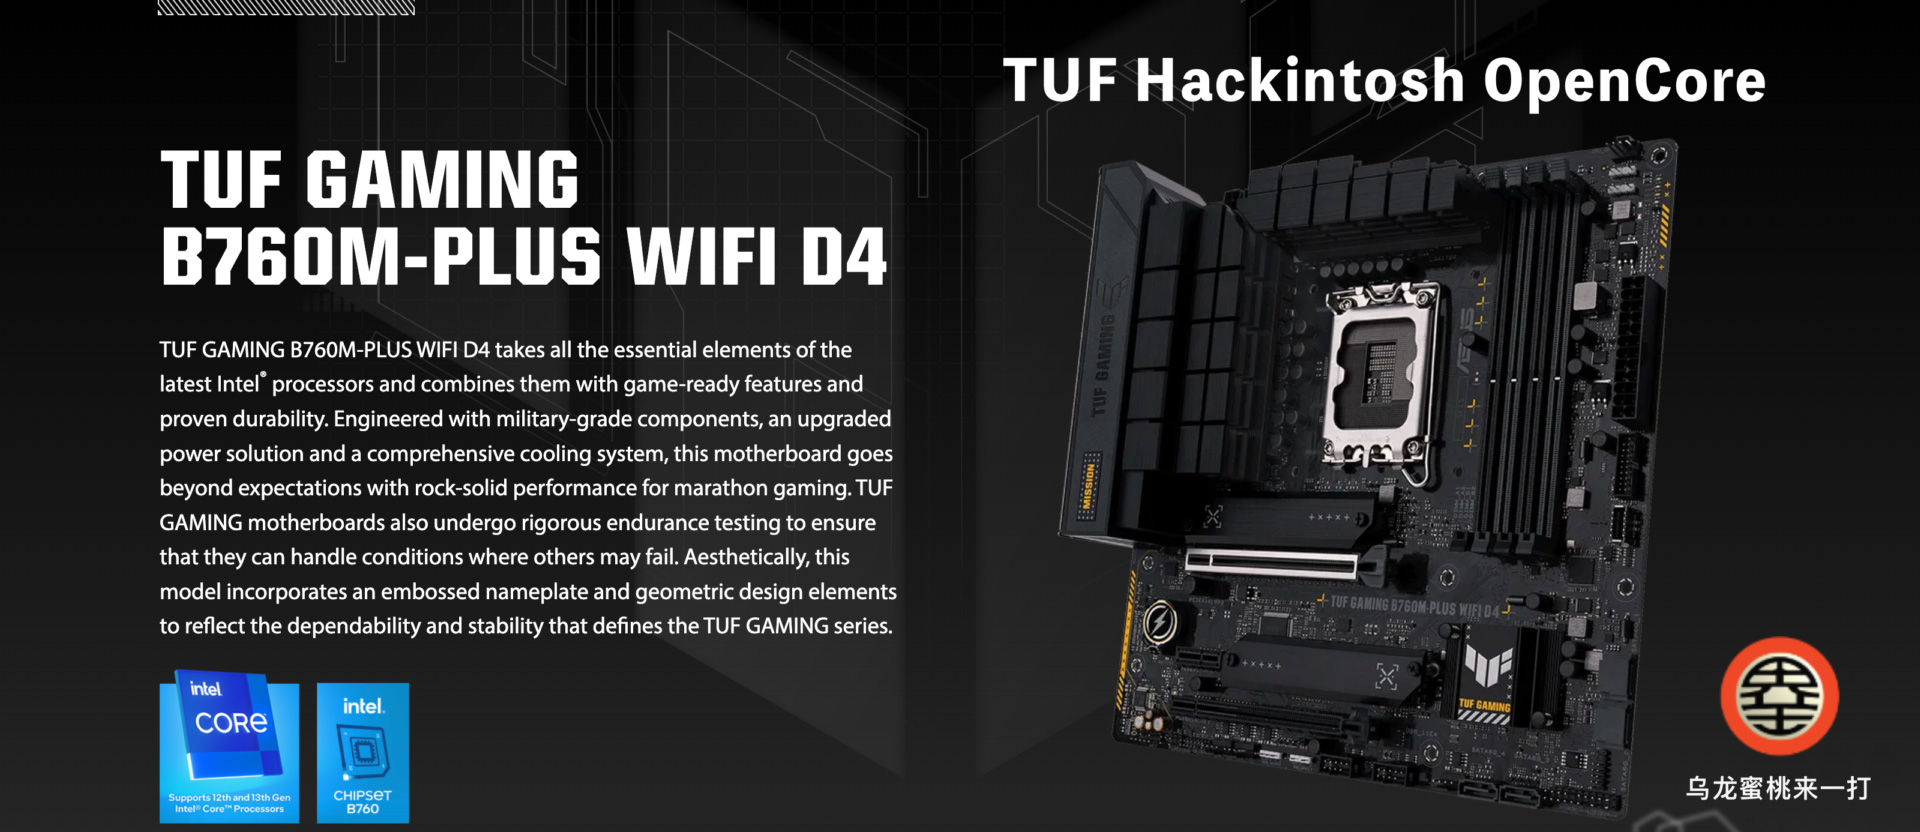 TUF Hackintosh OpenCore
TUF GAMING
B760M-PLUS WIFI D4
TUF GAMING B760M-PLUS WIFI D4 takes all the essential elements of the
latest Intel® processors and combines them with game-ready features and
proven durability. Engineered with military-grade components, an upgraded
power solution and a comprehensive cooling system, this motherboard goes
beyond expectations with rock-solid performance for marathon gaming. TUF
GAMING motherboards also undergo rigorous endurance testing to ensure
that they can handle conditions where others may fail. Aesthetically, this
model incorporates an embossed nameplate and geometric design elements
to reflect the dependability and stability that defines the TUF GAMING series.
intel
CORE
Supports 12th and 13th Gen
Intel® Core™ Processors
intel.
CHIPSET
B760
TUF GAMING
MISSION
ASUS
TUF GAMING B760M-PLUS WIFI D4
TUF GAMING
乌龙蜜桃来一打